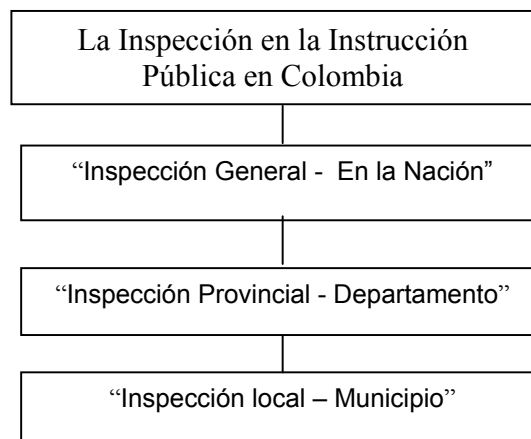 La Inspección en la Instrucción
Pública en Colombia
“Inspección General - En la Nación”
“Inspección Provincial - Departamento”
“Inspección local – Municipio”